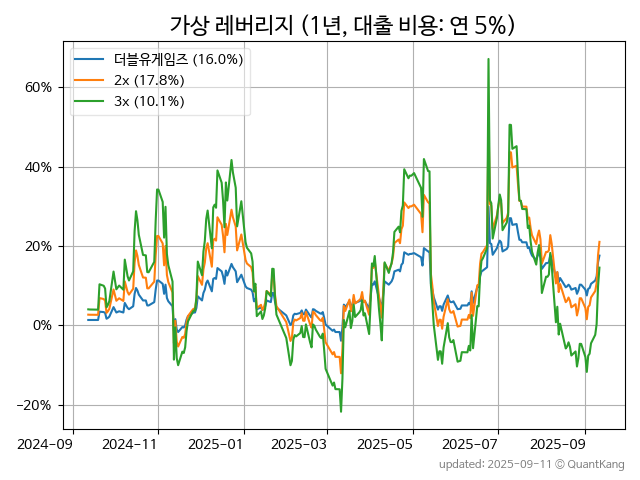 가상 레버리지 (1년, 대출 비용: 연 5%)
더블유게임즈 (16.0%)
2x (17.8%)
3x (10.1%)
60%
40%
20%
0%
−20%
2024-09 2024-11 2025-01 2025-03 2025-05 2025-07 2025-09
updated: 2025-09-11 © QuantKang